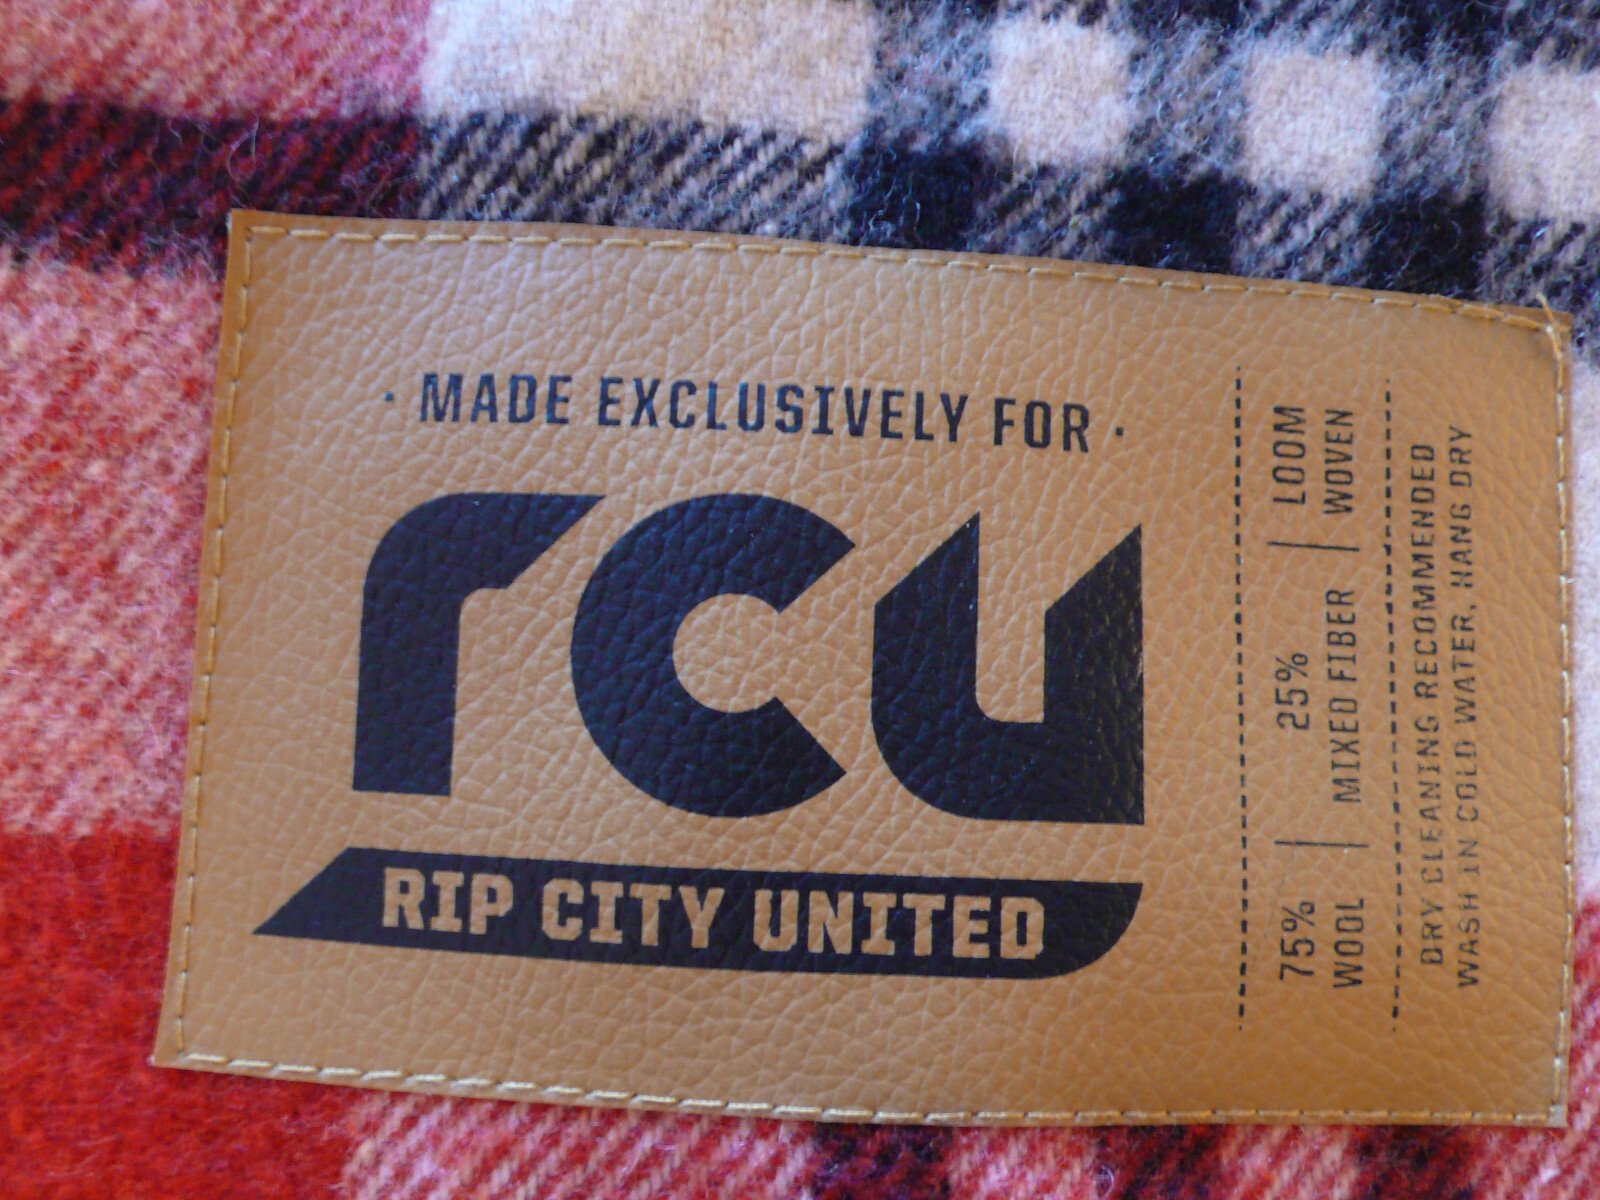 · MADE EXCLUSIVELY FOR ·
rcu
RIP CITY UNITED
75% WOOL | 25% MIXED FIBER | LOOM WOVEN
DRY CLEANING RECOMMENDED
WASH IN COLD WATER, HANG DRY